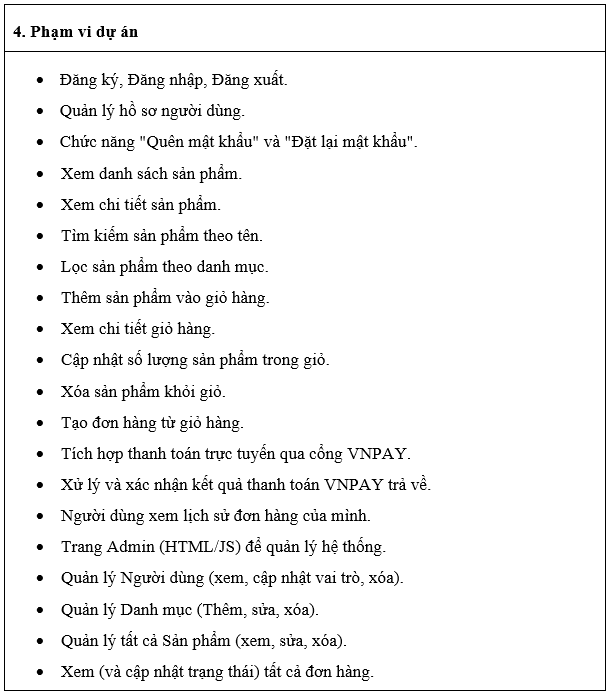 4. Phạm vi dự án
• Đăng ký, Đăng nhập, Đăng xuất.
• Quản lý hồ sơ người dùng.
• Chức năng "Quên mật khẩu" và "Đặt lại mật khẩu".
• Xem danh sách sản phẩm.
• Xem chi tiết sản phẩm.
• Tìm kiếm sản phẩm theo tên.
• Lọc sản phẩm theo danh mục.
• Thêm sản phẩm vào giỏ hàng.
• Xem chi tiết giỏ hàng.
• Cập nhật số lượng sản phẩm trong giỏ.
• Xóa sản phẩm khỏi giỏ.
• Tạo đơn hàng từ giỏ hàng.
• Tích hợp thanh toán trực tuyến qua cổng VNPAY.
• Xử lý và xác nhận kết quả thanh toán VNPAY trả về.
• Người dùng xem lịch sử đơn hàng của mình.
• Trang Admin (HTML/JS) để quản lý hệ thống.
• Quản lý Người dùng (xem, cập nhật vai trò, xóa).
• Quản lý Danh mục (Thêm, sửa, xóa).
• Quản lý tất cả Sản phẩm (xem, sửa, xóa).
• Xem (và cập nhật trạng thái) tất cả đơn hàng.